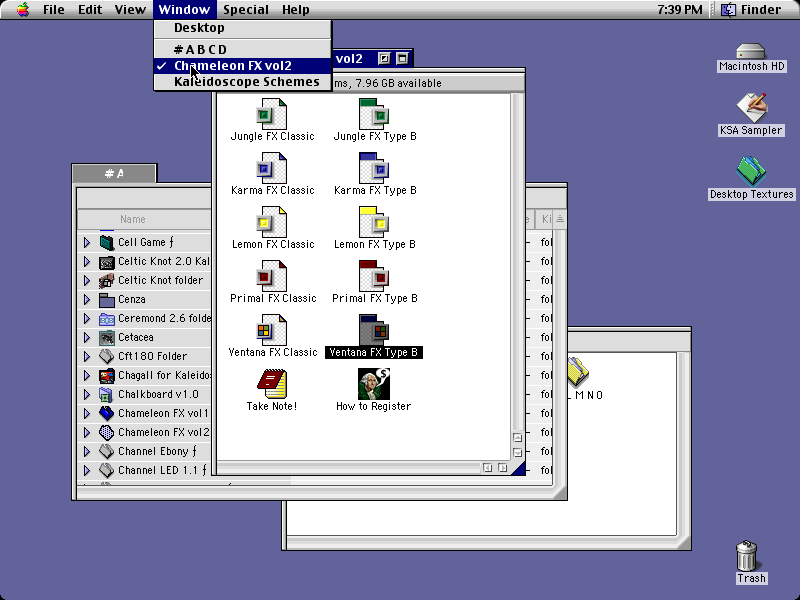 File Edit View Window Special Help 7:39 PM Finder
Desktop
# A B C D
✓ Chameleon FX vol2
Kaleidoscope Schemes
vol2
ms, 7.96 GB available
Jungle FX Classic Jungle FX Type B
Karma FX Classic Karma FX Type B
Lemon FX Classic Lemon FX Type B
Primal FX Classic Primal FX Type B
Ventana FX Classic Ventana FX Type B
Take Note! How to Register
# A
Name
Ki
Cell Game ƒ fol
Celtic Knot 2.0 Kal fol
Celtic Knot folder fol
Cenza fol
Ceremond 2.6 folde fol
Cetacea fol
Cft180 Folder fol
Chagall for Kaleido fol
Chalkboard v1.0 fol
Chameleon FX vol1 fol
Chameleon FX vol2 fol
Channel Ebony ƒ fol
Channel LED 1.1 ƒ fol
L M N O
Macintosh HD
KSA Sampler
Desktop Textures
Trash